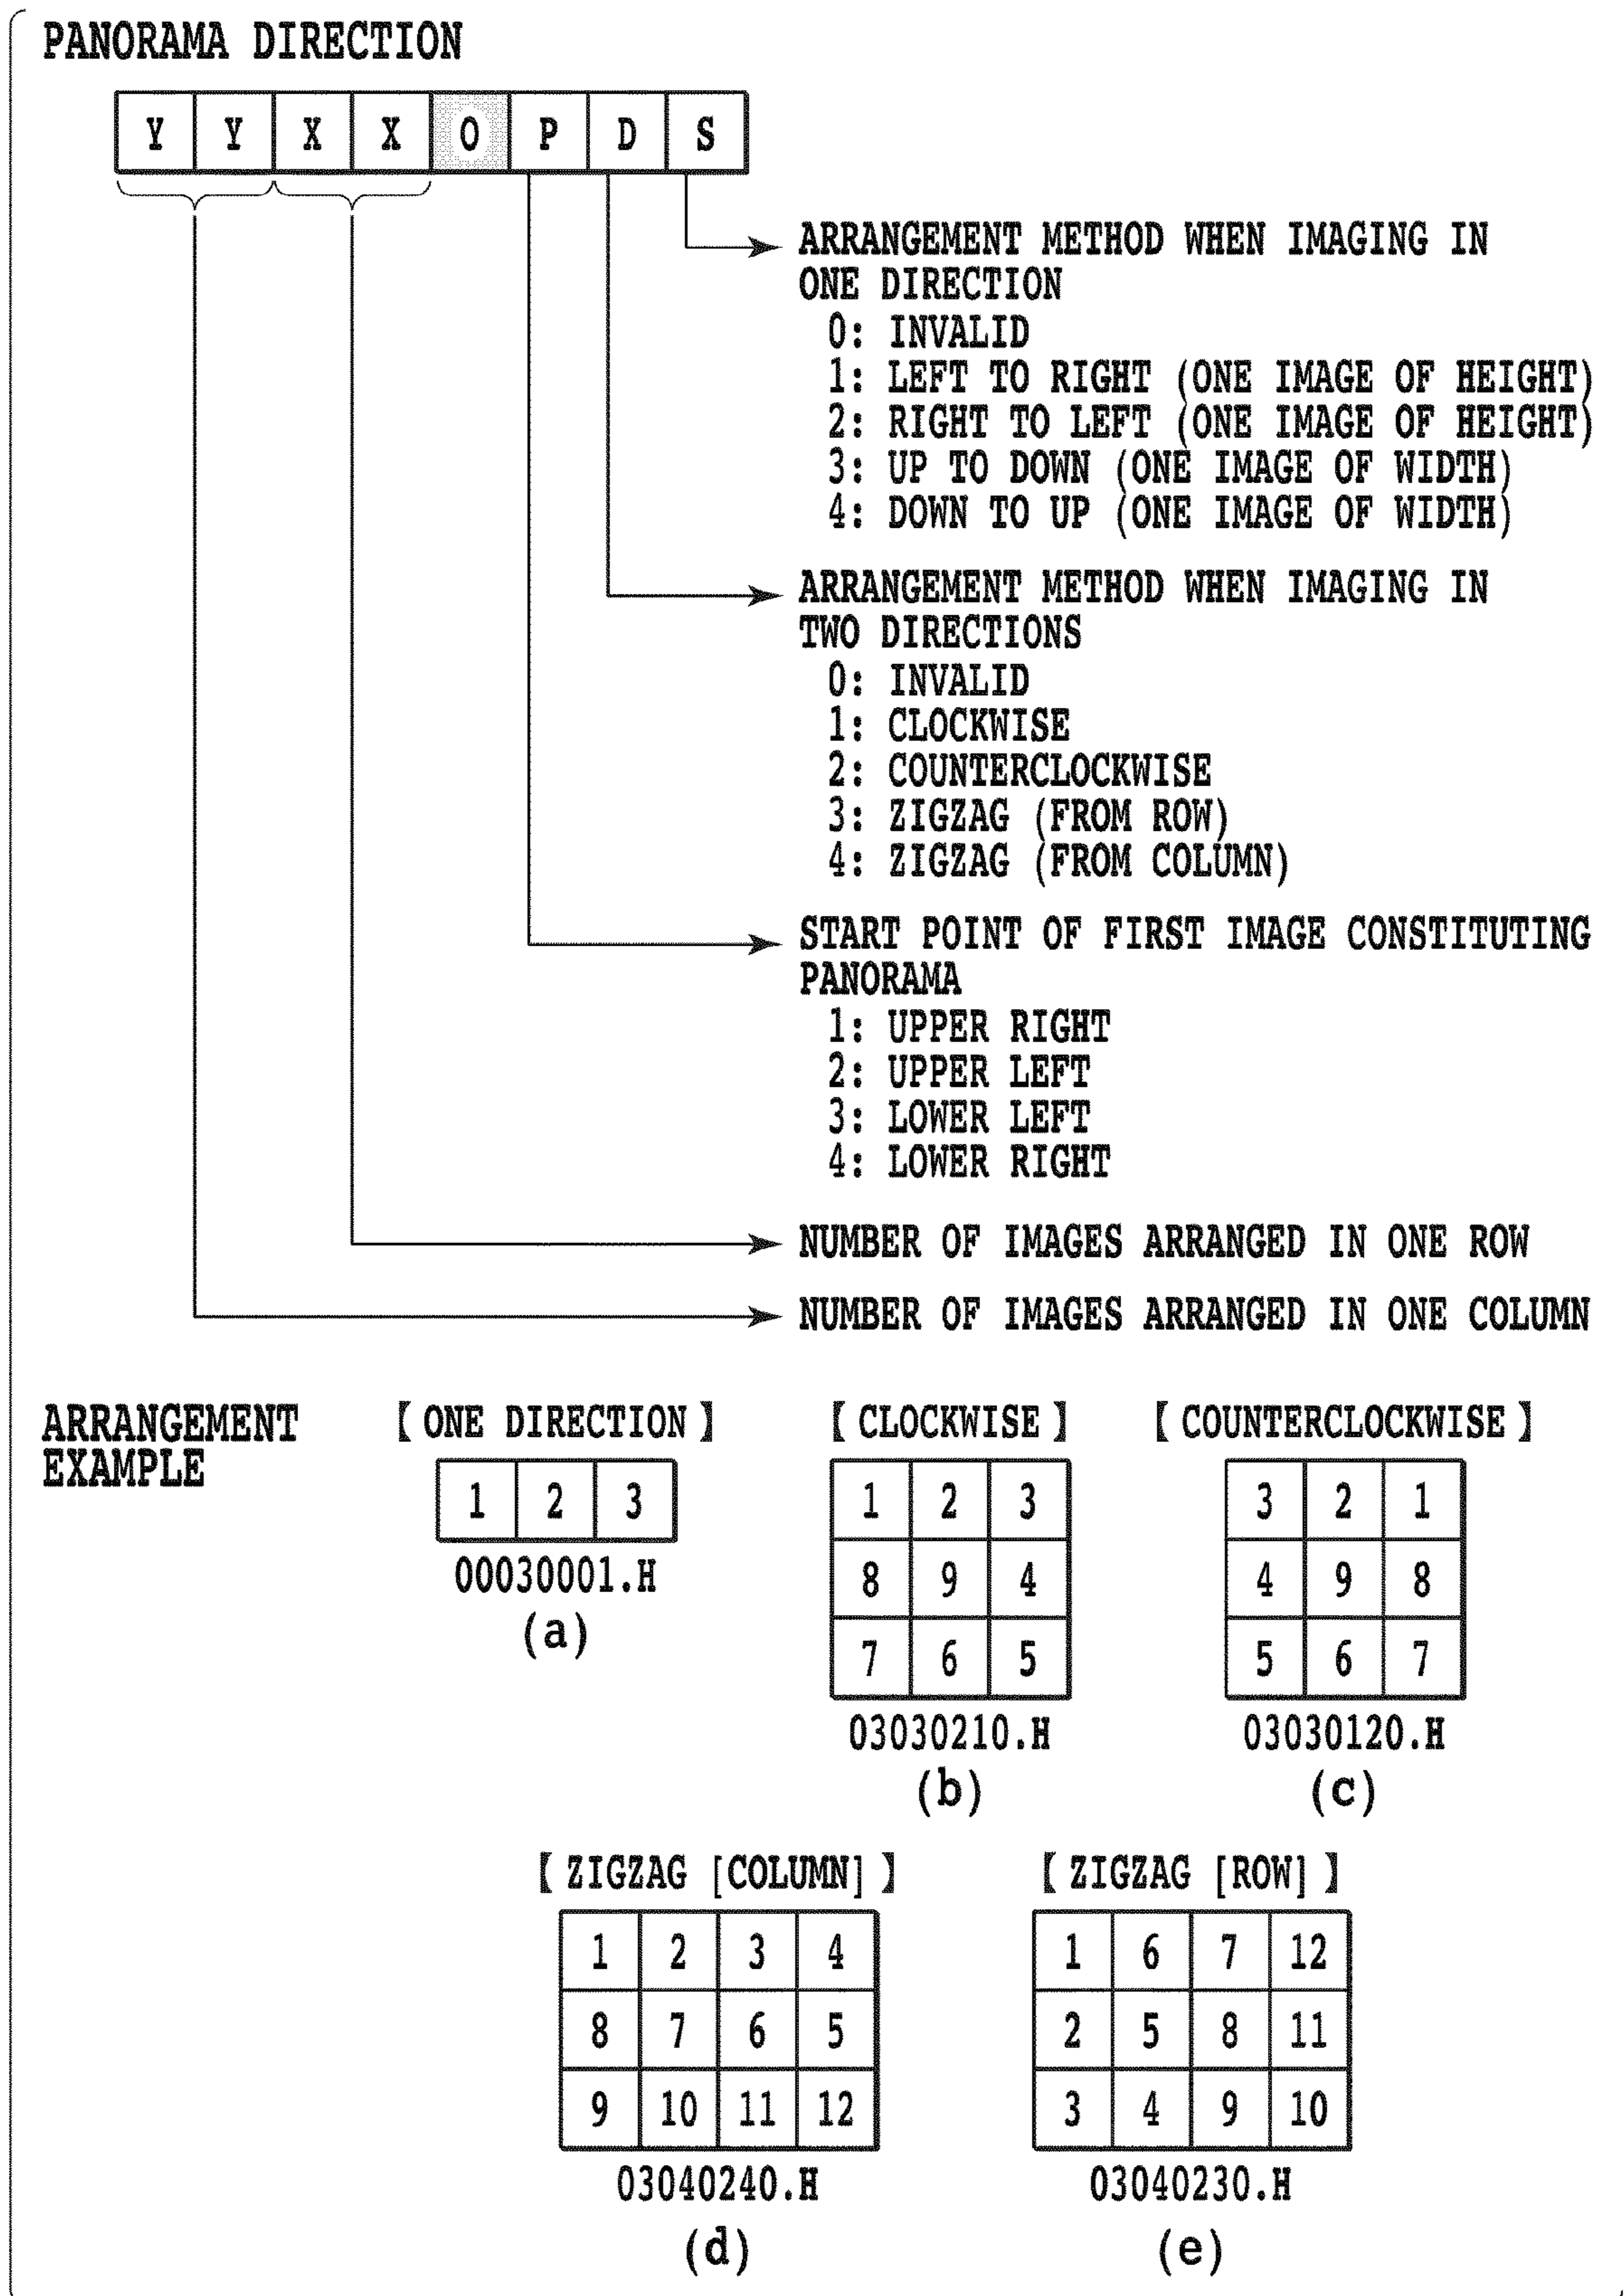 PANORAMA DIRECTION
Y Y X X 0 P D S
ARRANGEMENT METHOD WHEN IMAGING IN
ONE DIRECTION
0: INVALID
1: LEFT TO RIGHT (ONE IMAGE OF HEIGHT)
2: RIGHT TO LEFT (ONE IMAGE OF HEIGHT)
3: UP TO DOWN (ONE IMAGE OF WIDTH)
4: DOWN TO UP (ONE IMAGE OF WIDTH)
ARRANGEMENT METHOD WHEN IMAGING IN
TWO DIRECTIONS
0: INVALID
1: CLOCKWISE
2: COUNTERCLOCKWISE
3: ZIGZAG (FROM ROW)
4: ZIGZAG (FROM COLUMN)
START POINT OF FIRST IMAGE CONSTITUTING
PANORAMA
1: UPPER RIGHT
2: UPPER LEFT
3: LOWER LEFT
4: LOWER RIGHT
NUMBER OF IMAGES ARRANGED IN ONE ROW
NUMBER OF IMAGES ARRANGED IN ONE COLUMN
ARRANGEMENT
EXAMPLE
【ONE DIRECTION】
1 2 3
00030001.H
(a)
【CLOCKWISE】
1 2 3
8 9 4
7 6 5
03030210.H
(b)
【COUNTERCLOCKWISE】
3 2 1
4 9 8
5 6 7
03030120.H
(c)
【ZIGZAG [COLUMN]】
1 2 3 4
8 7 6 5
9 10 11 12
03040240.H
(d)
【ZIGZAG [ROW]】
1 6 7 12
2 5 8 11
3 4 9 10
03040230.H
(e)